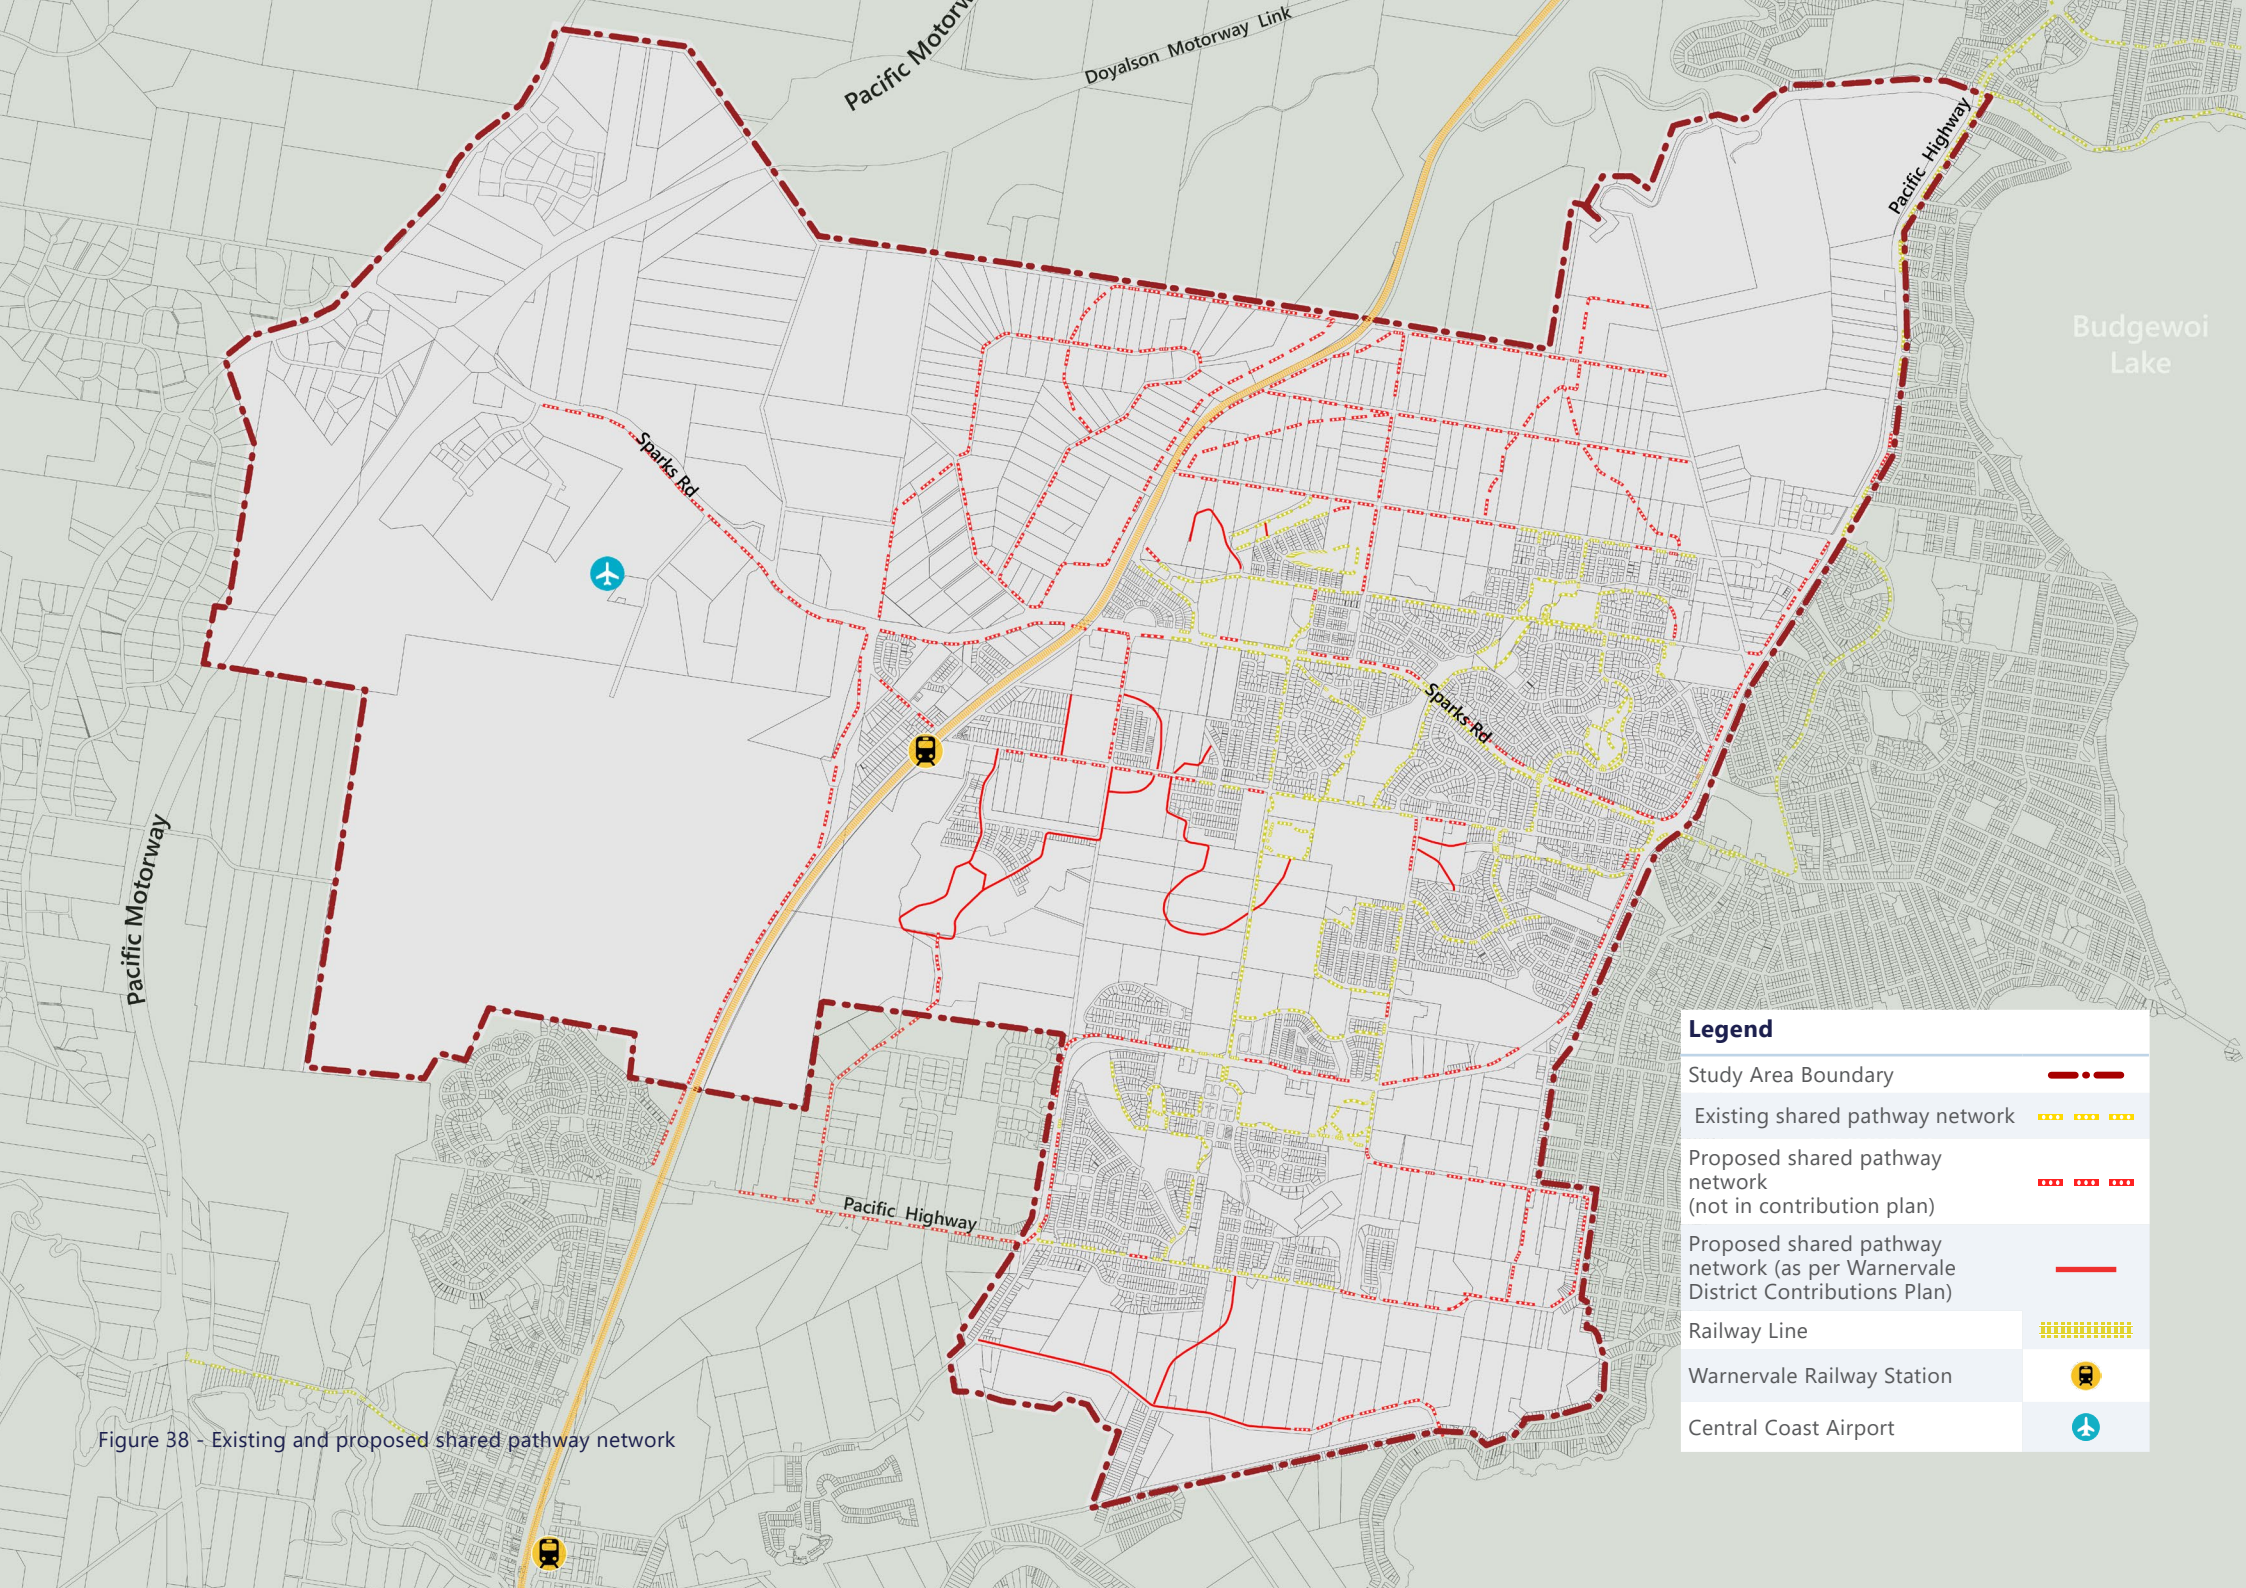 Pacific Motorw
Doyalson Motorway Link
Pacific Highway
Budgewoi
Lake
Sparks Rd
Sparks Rd
Pacific Motorway
Pacific Highway
Legend
Study Area Boundary
Existing shared pathway network
Proposed shared pathway
network
(not in contribution plan)
Proposed shared pathway
network (as per Warnervale
District Contributions Plan)
Railway Line
Warnervale Railway Station
Central Coast Airport
Figure 38 - Existing and proposed shared pathway network